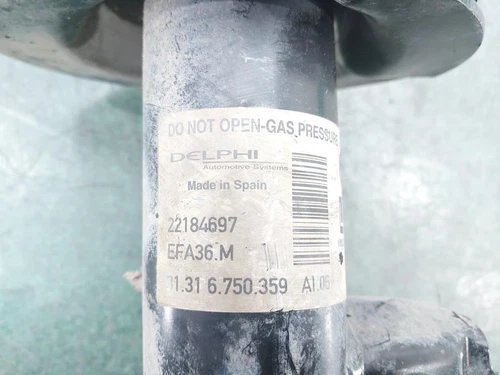 DO NOT OPEN-GAS PRESSURE
DELPHI
Automotive Systems
Made in Spain
22184697
EFA36.M
31.31 6.750.359 AI.06